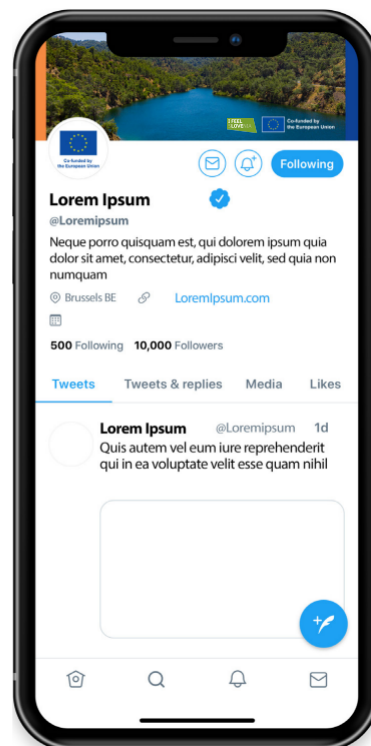 I FEEL
LOVENIA
Co-funded by
the European Union
Co-funded by
the European Union
Following
Lorem Ipsum
@Loremipsum
Neque porro quisquam est, qui dolorem ipsum quia
dolor sit amet, consectetur, adipisci velit, sed quia non
numquam
Brussels BE LoremIpsum.com
500 Following 10,000 Followers
Tweets Tweets & replies Media Likes
Lorem Ipsum @Loremipsum 1d
Quis autem vel eum iure reprehenderit
qui in ea voluptate velit esse quam nihil